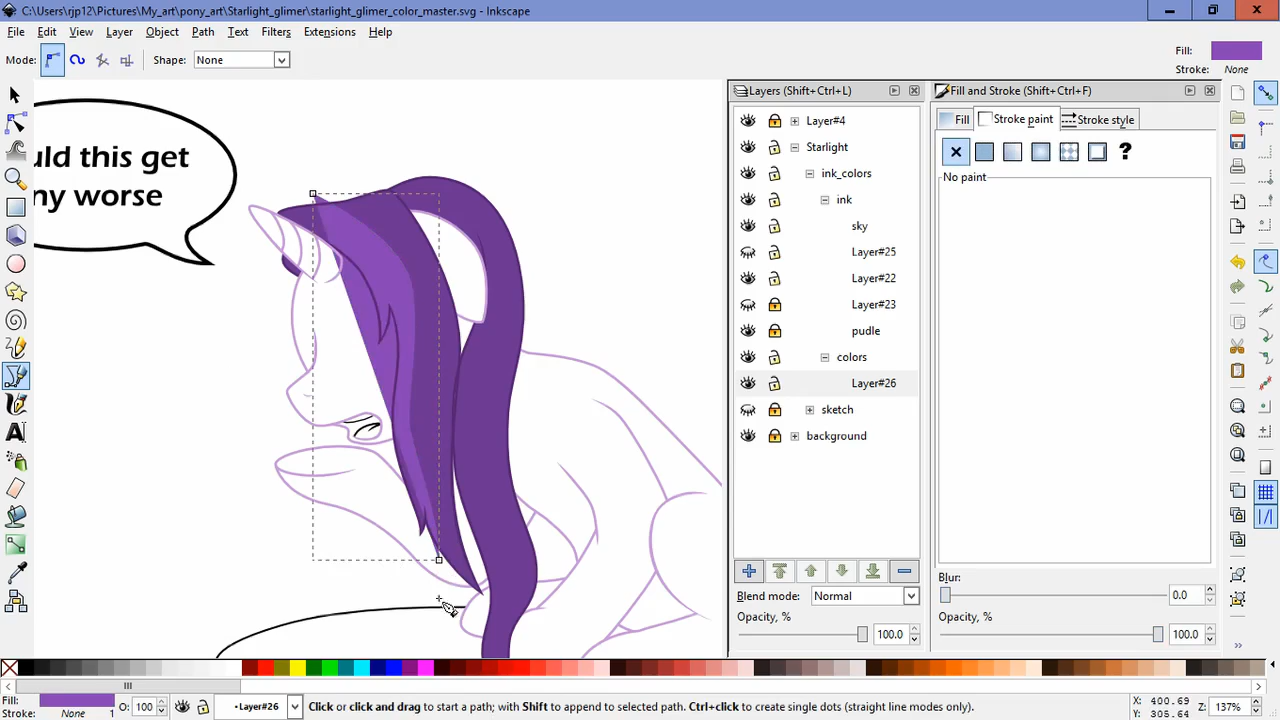 C:\Users\rjp12\Pictures\My_art\pony_art\Starlight_glimer\starlight_glimer_color_master.svg - Inkscape
File Edit View Layer Object Path Text Filters Extensions Help
Mode: Shape: None
Fill:
Stroke: None
uld this get
ny worse
Layers (Shift+Ctrl+L)
Layer#4
Starlight
ink_colors
ink
sky
Layer#25
Layer#22
Layer#23
pudle
colors
Layer#26
sketch
background
Blend mode: Normal
Opacity, %
100.0
Fill and Stroke (Shift+Ctrl+F)
Fill Stroke paint Stroke style
?
No paint
Blur:
0.0
Opacity, %
100.0
Fill:
Stroke: None 1
O: 100
•Layer#26
Click or click and drag to start a path; with Shift to append to selected path. Ctrl+click to create single dots (straight line modes only).
X: 400.69
Y: 305.64
Z: 137%